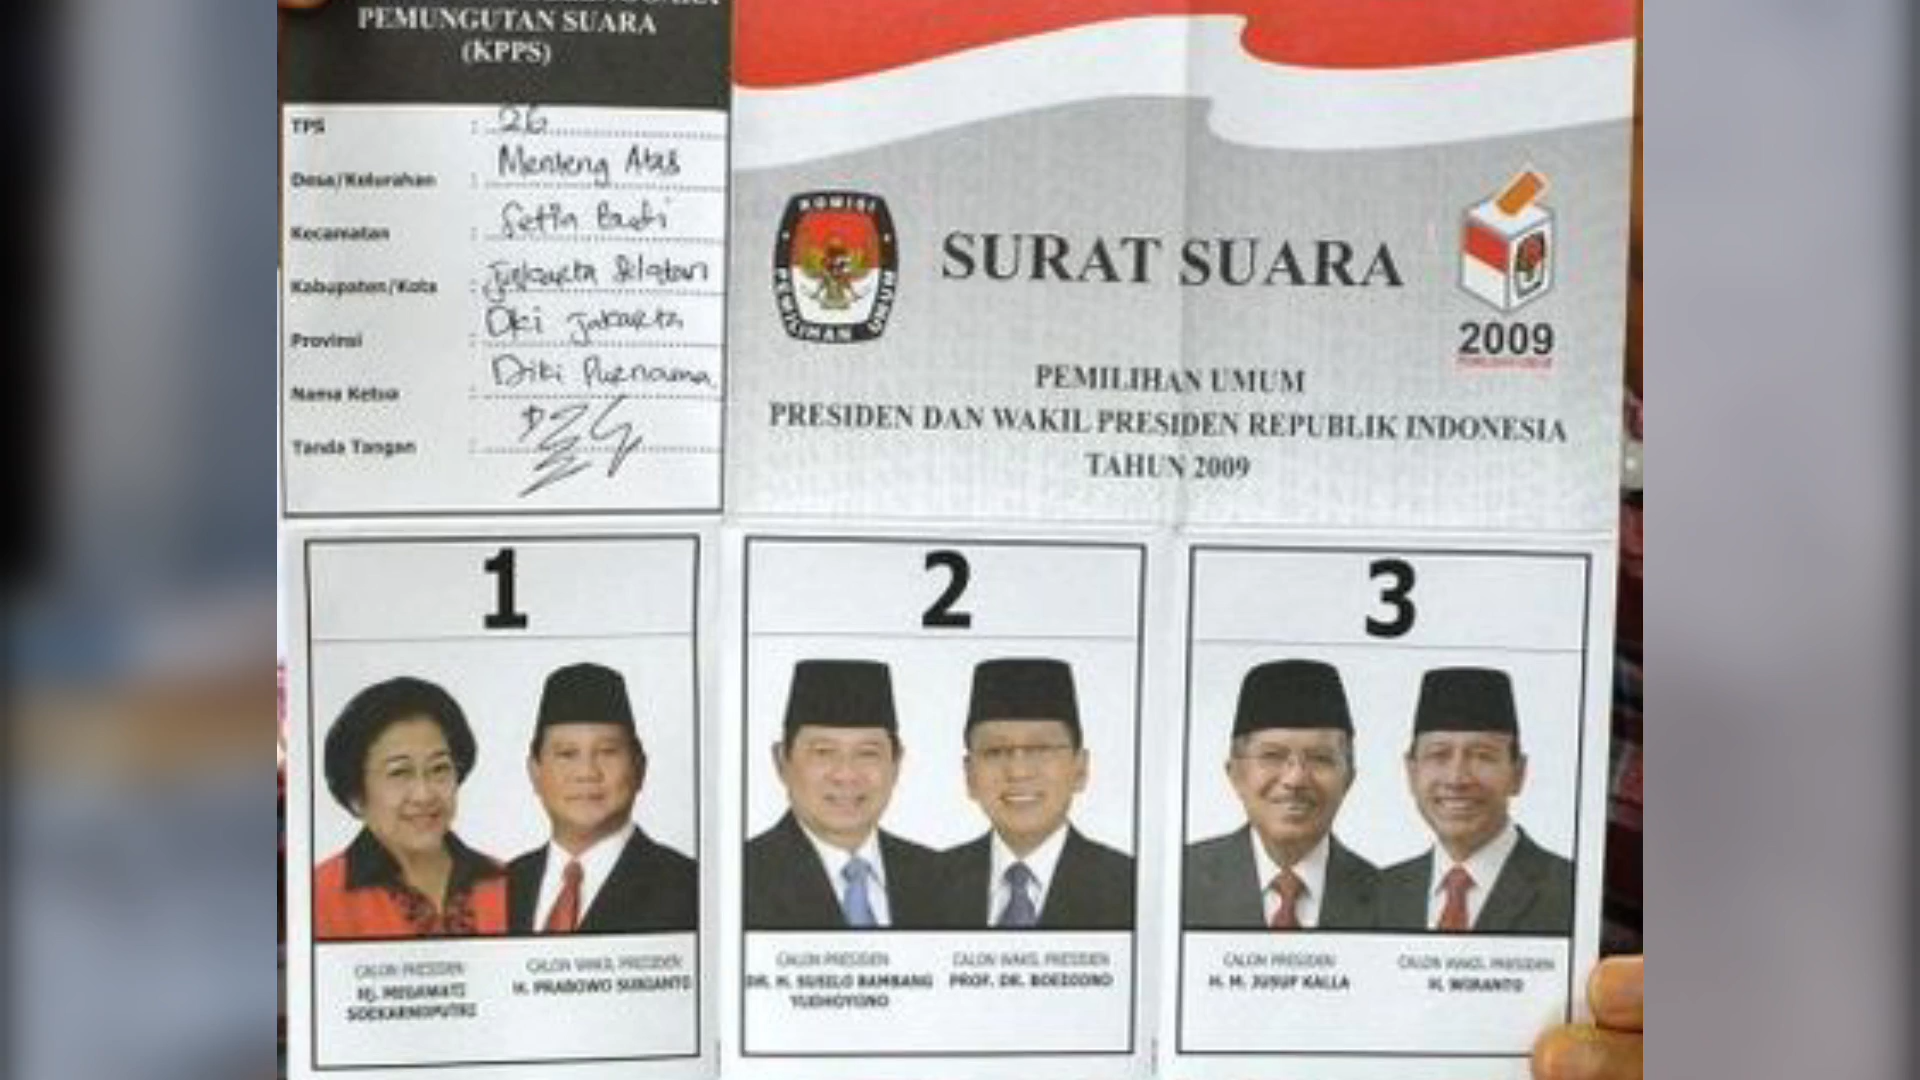 PEMUNGUTAN SUARA
(KPPS)
TPS : 26
Desa/Kelurahan : Menteng Atas
Kecamatan : Setia Budi
Kabupaten/Kota : Jakarta Selatan
Provinsi : Dki Jakarta
Nama Ketua : Diki Purnama
Tanda Tangan :
KOMISI
PEMILIHAN UMUM
SURAT SUARA
2009
PEMILIHAN UMUM
PRESIDEN DAN WAKIL PRESIDEN REPUBLIK INDONESIA
TAHUN 2009
1
CALON PRESIDEN
Hj. MEGAWATI
SOEKARNOPUTRI
CALON WAKIL PRESIDEN
H. PRABOWO SUBIANTO
2
CALON PRESIDEN
DR. H. SUSILO BAMBANG
YUDHOYONO
CALON WAKIL PRESIDEN
PROF. DR. BOEDIONO
3
CALON PRESIDEN
H. M. JUSUF KALLA
CALON WAKIL PRESIDEN
H. WIRANTO